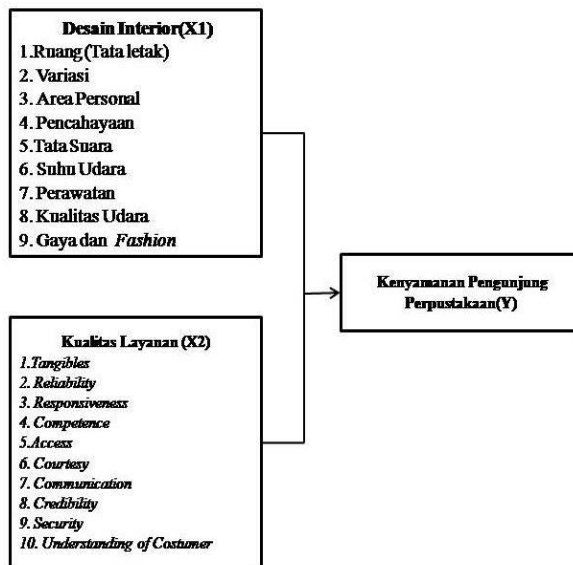 Desain Interior(X1)
1.Ruang (Tata letak)
2. Variasi
3. Area Personal
4. Pencahayaan
5.Tata Suara
6. Suhu Udara
7. Perawatan
8. Kualitas Udara
9. Gaya dan Fashion
Kenyamanan Pengunjung
Perpustakaan(Y)
Kualitas Layanan (X2)
1.Tangibles
2. Reliability
3. Responsiveness
4. Competence
5.Access
6. Courtesy
7. Communication
8. Credibility
9. Security
10. Understanding of Costumer